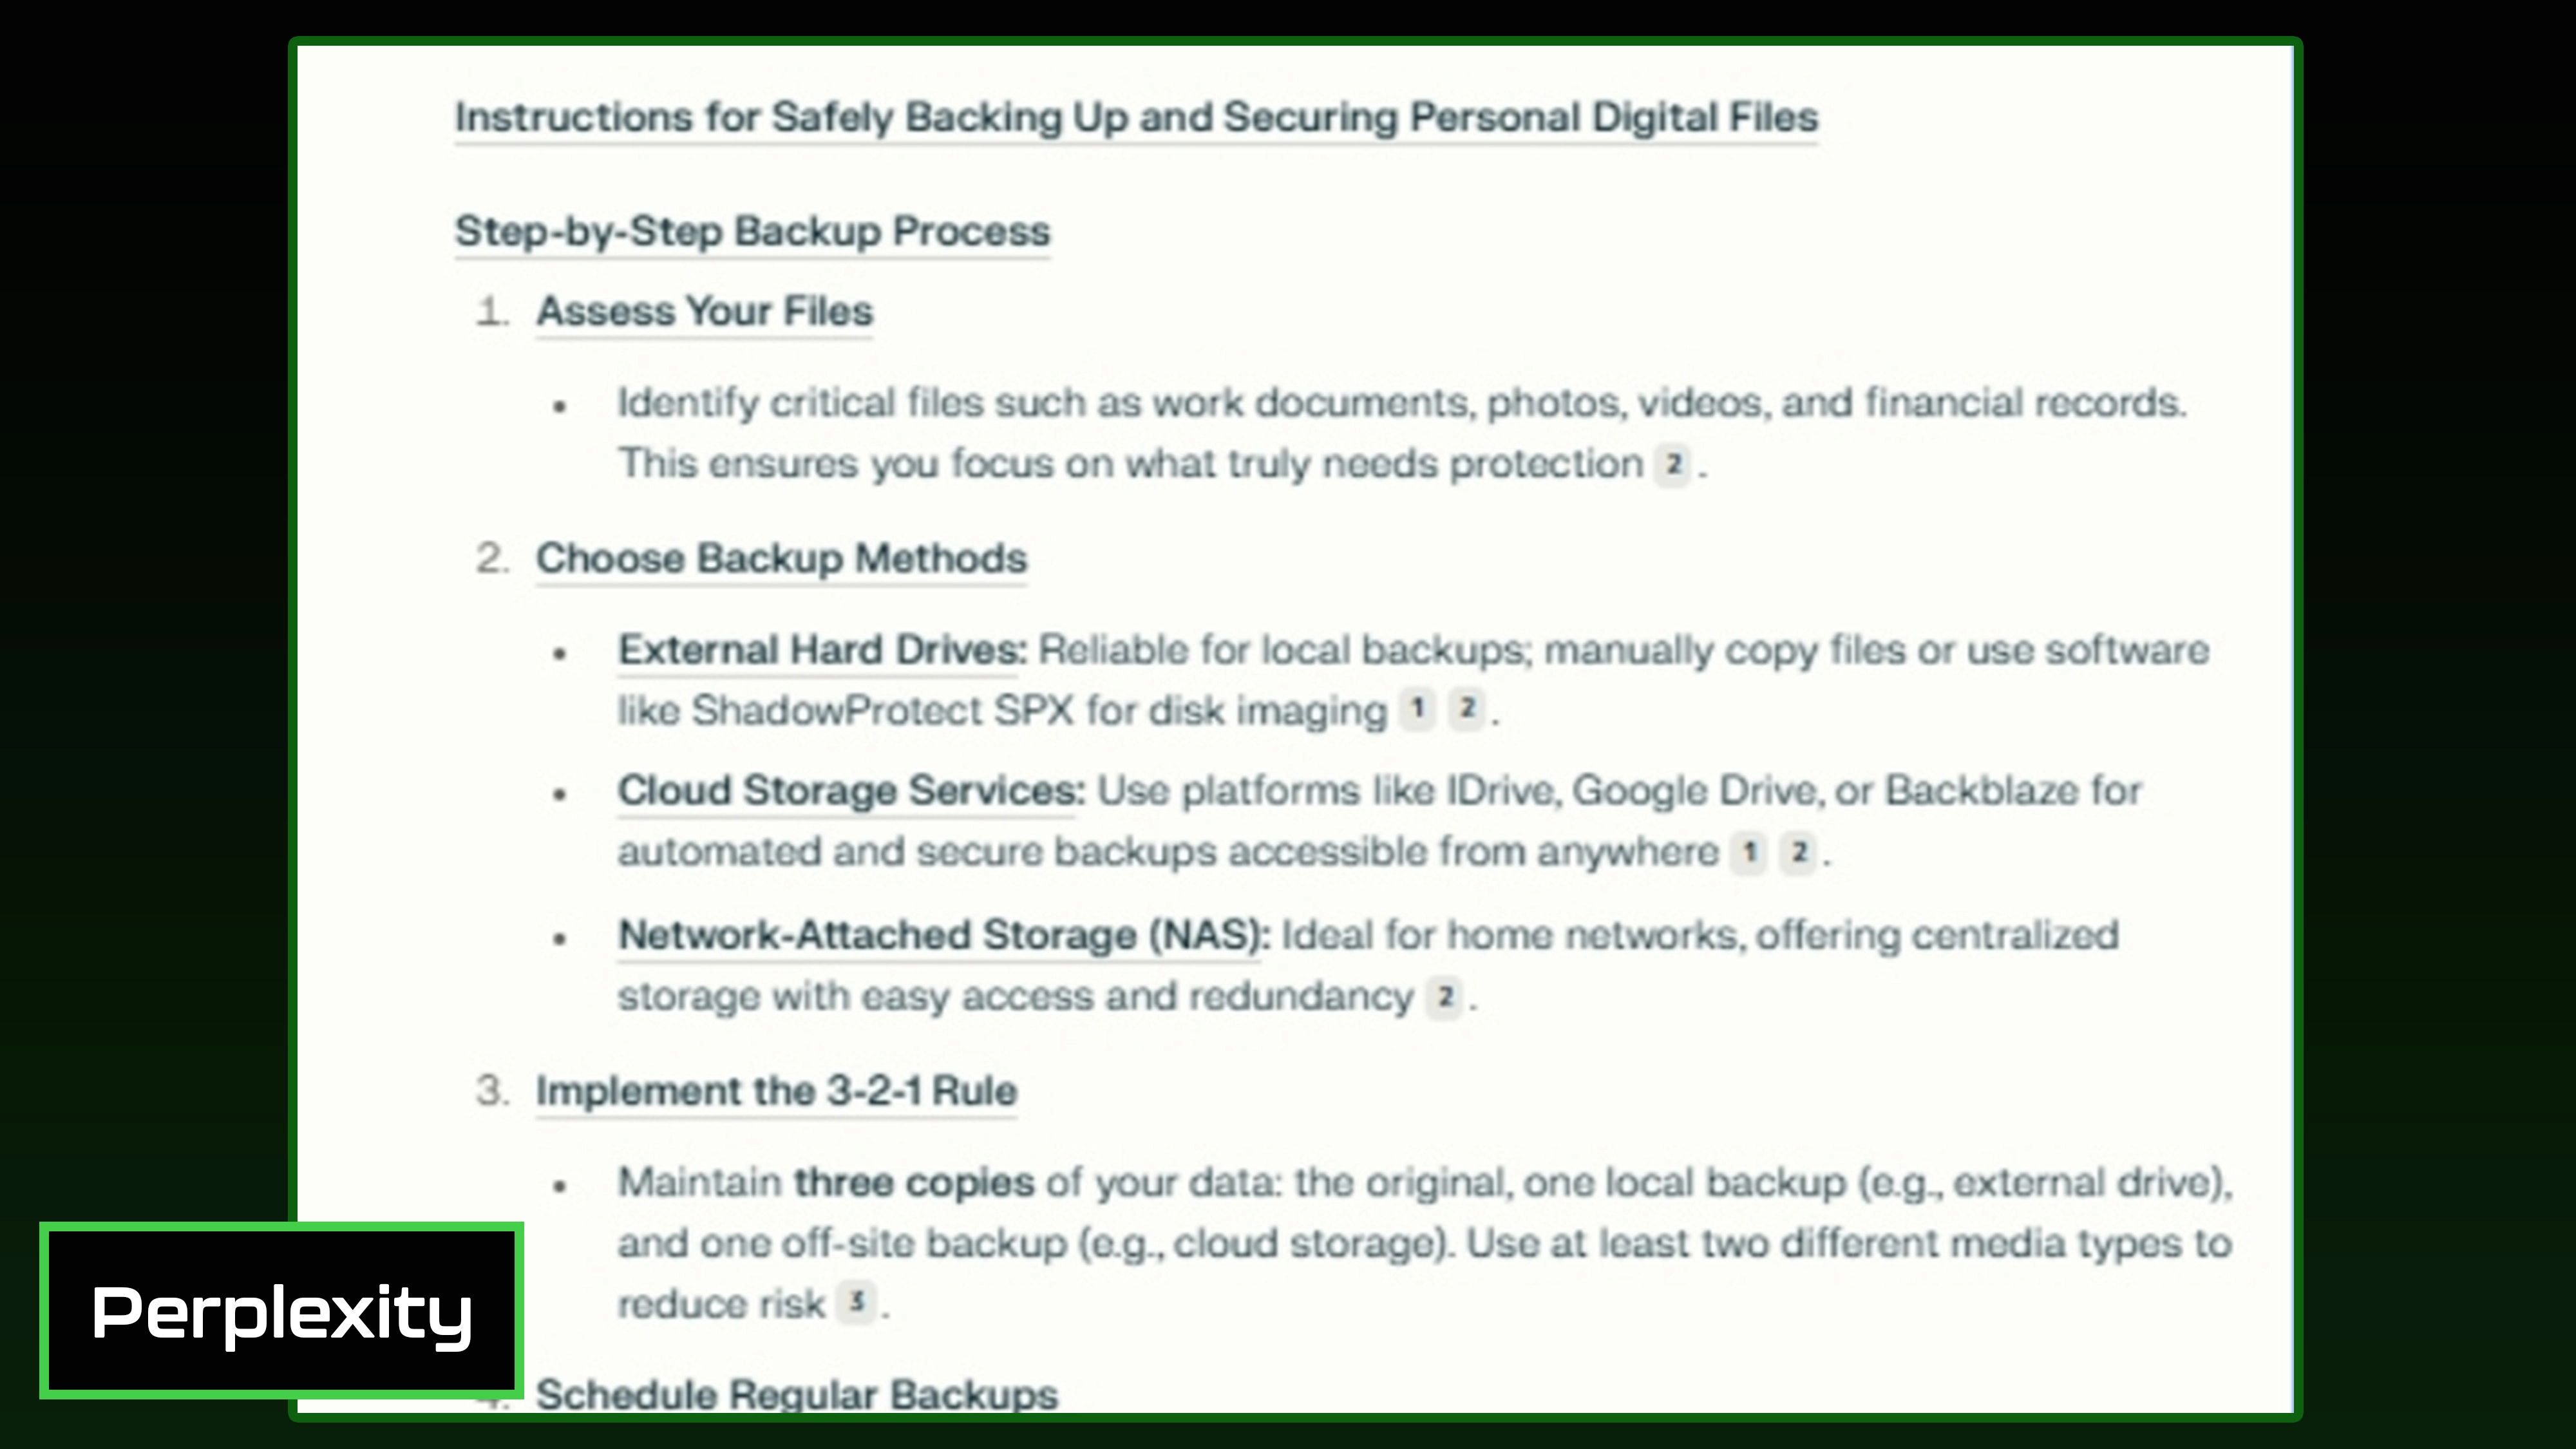 Instructions for Safely Backing Up and Securing Personal Digital Files
Step-by-Step Backup Process
1. Assess Your Files
• Identify critical files such as work documents, photos, videos, and financial records.
This ensures you focus on what truly needs protection 2 .
2. Choose Backup Methods
• External Hard Drives: Reliable for local backups; manually copy files or use software
like ShadowProtect SPX for disk imaging 1 2 .
• Cloud Storage Services: Use platforms like IDrive, Google Drive, or Backblaze for
automated and secure backups accessible from anywhere 1 2 .
• Network-Attached Storage (NAS): Ideal for home networks, offering centralized
storage with easy access and redundancy 2 .
3. Implement the 3-2-1 Rule
• Maintain three copies of your data: the original, one local backup (e.g., external drive),
and one off-site backup (e.g., cloud storage). Use at least two different media types to
reduce risk 3 .
Schedule Regular Backups
Perplexity